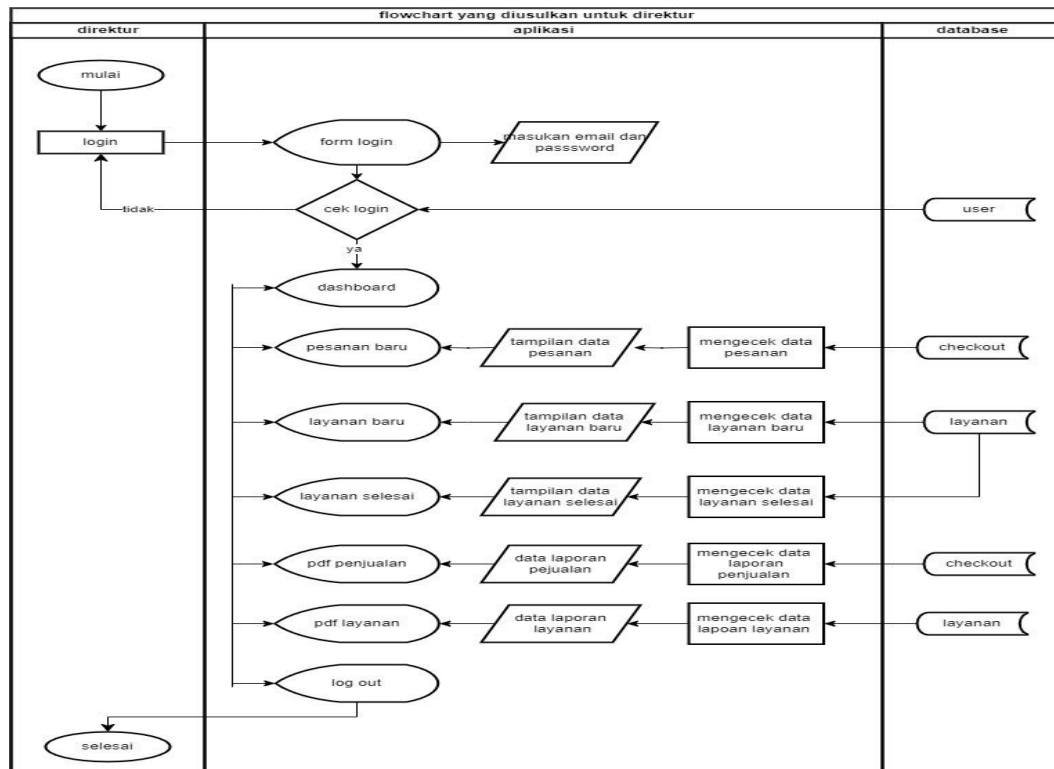 flowchart yang diusulkan untuk direktur
direktur
aplikasi
database
mulai
login
form login
masukan email dan
passsword
tidak
cek login
user
ya
dashboard
pesanan baru
tampilan data
pesanan
mengecek data
pesanan
checkout
layanan baru
tampilan data
layanan baru
mengecek data
layanan baru
layanan
layanan selesai
tampilan data
layanan selesai
mengecek data
layanan selesai
pdf penjualan
data laporan
pejualan
mengecek data
laporan
penjualan
checkout
pdf layanan
data laporan
layanan
mengecek data
lapoan layanan
layanan
log out
selesai